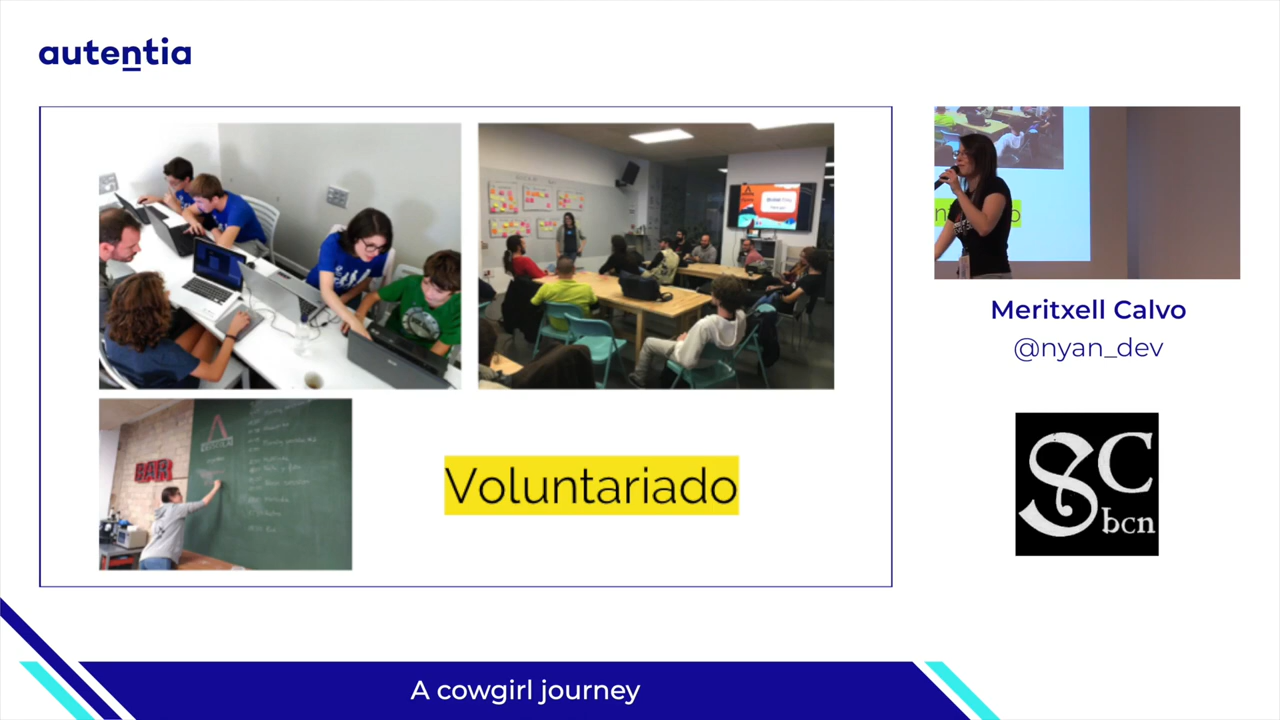 autentia
BAR
Voluntariado
Meritxell Calvo
@nyan_dev
SC
bcn
A cowgirl journey